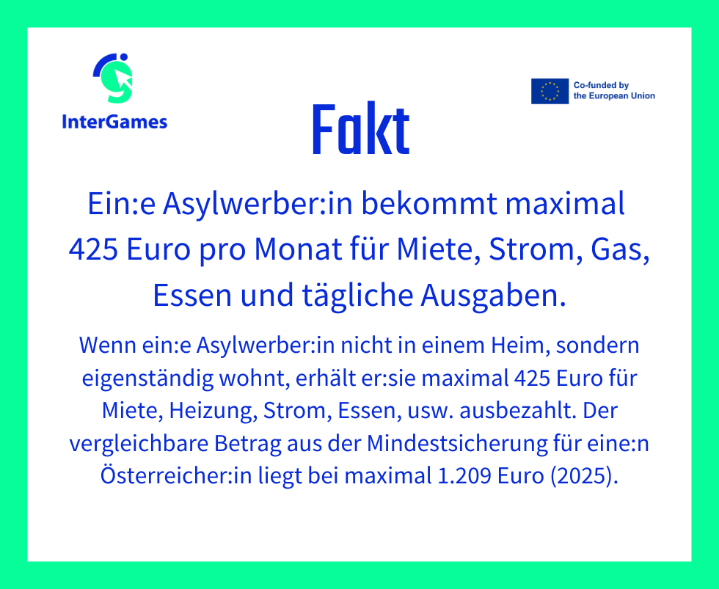 InterGames
Co-funded by
the European Union
Fakt
Ein:e Asylwerber:in bekommt maximal
425 Euro pro Monat für Miete, Strom, Gas,
Essen und tägliche Ausgaben.
Wenn ein:e Asylwerber:in nicht in einem Heim, sondern
eigenständig wohnt, erhält er:sie maximal 425 Euro für
Miete, Heizung, Strom, Essen, usw. ausbezahlt. Der
vergleichbare Betrag aus der Mindestsicherung für eine:n
Österreicher:in liegt bei maximal 1.209 Euro (2025).